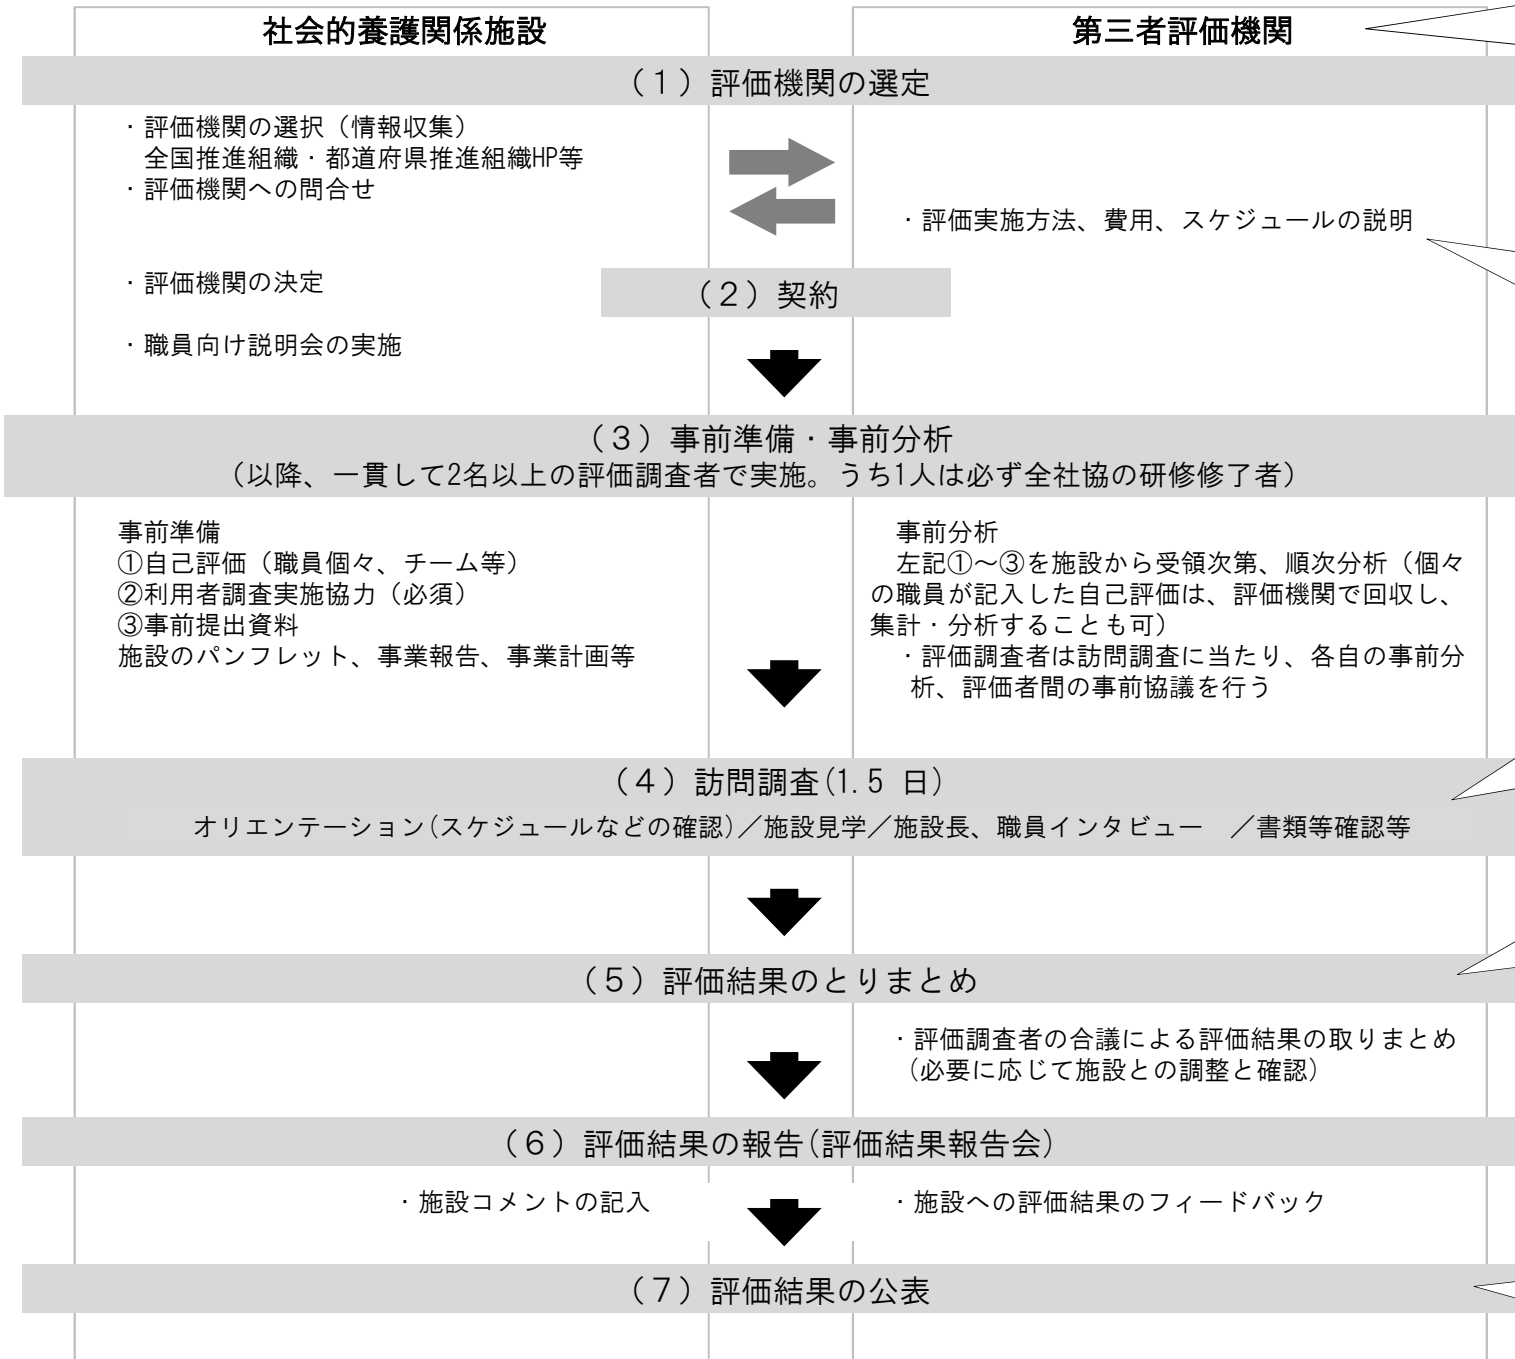 社会的養護関係施設
第三者評価機関
（１）評価機関の選定
・評価機関の選択（情報収集）
全国推進組織・都道府県推進組織HP等
・評価機関への問合せ
・評価実施方法、費用、スケジュールの説明
・評価機関の決定
（２）契約
・職員向け説明会の実施
（３）事前準備・事前分析
（以降、一貫して2名以上の評価調査者で実施。うち1人は必ず全社協の研修修了者）
事前準備
①自己評価（職員個々、チーム等）
②利用者調査実施協力（必須）
③事前提出資料
施設のパンフレット、事業報告、事業計画等
事前分析
左記①～③を施設から受領次第、順次分析（個々
の職員が記入した自己評価は、評価機関で回収し、
集計・分析することも可）
・評価調査者は訪問調査に当たり、各自の事前分
析、評価者間の事前協議を行う
（４）訪問調査(1.5 日)
オリエンテーション(スケジュールなどの確認)／施設見学／施設長、職員インタビュー　／書類等確認等
（５）評価結果のとりまとめ
・評価調査者の合議による評価結果の取りまとめ
(必要に応じて施設との調整と確認)
（６）評価結果の報告(評価結果報告会)
・施設コメントの記入
・施設への評価結果のフィードバック
（７）評価結果の公表